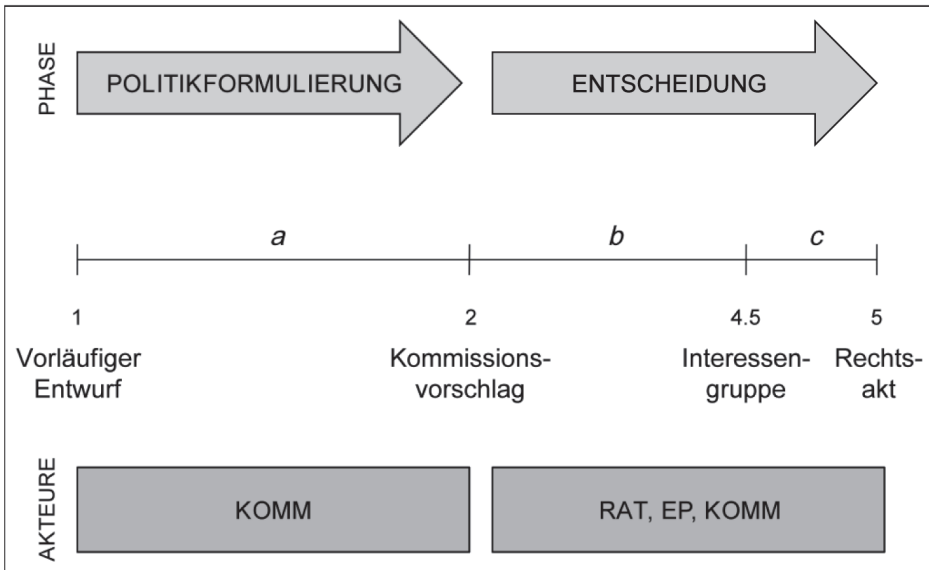 PHASE
POLITIKFORMULIERUNG
ENTSCHEIDUNG
a
b
c
1
2
4.5
5
Vorläufiger
Entwurf
Kommissions-
vorschlag
Interessen-
gruppe
Rechts-
akt
AKTEURE
KOMM
RAT, EP, KOMM